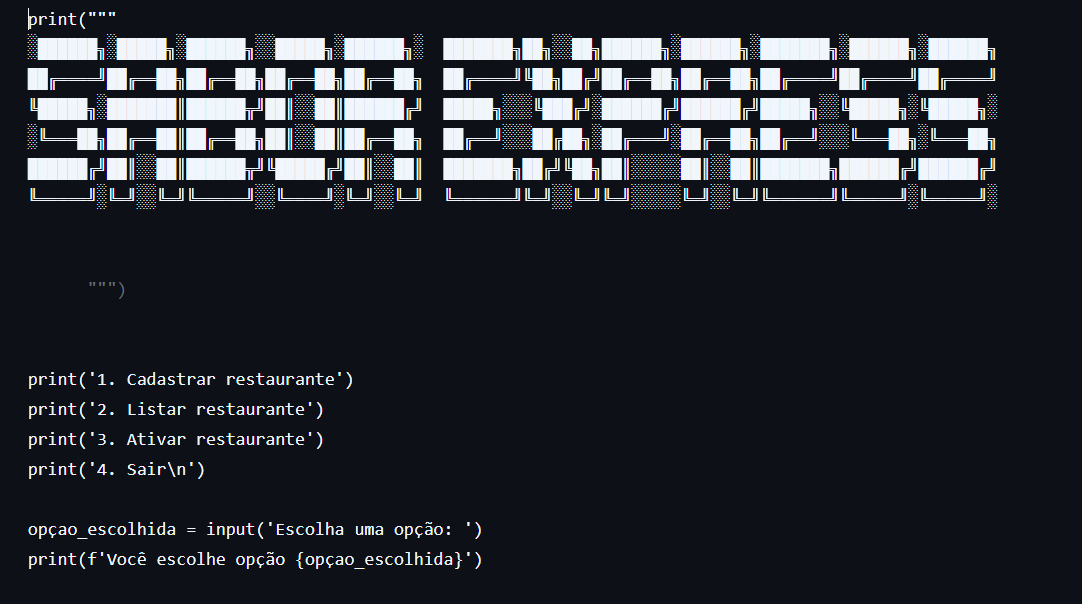 print("""
░██████╗░█████╗░██████╗░░█████╗░██████╗░  ███████╗██╗░░██╗██████╗░██████╗░███████╗░██████╗░██████╗
██╔════╝██╔══██╗██╔══██╗██╔══██╗██╔══██╗  ██╔════╝╚██╗██╔╝██╔══██╗██╔══██╗██╔════╝██╔════╝██╔════╝
╚█████╗░███████║██████╦╝██║░░██║██████╔╝  █████╗░░░╚███╔╝░██████╔╝██████╔╝█████╗░░╚█████╗░╚█████╗░
░╚═══██╗██╔══██║██╔══██╗██║░░██║██╔══██╗  ██╔══╝░░░██╔██╗░██╔═══╝░██╔══██╗██╔══╝░░░╚═══██╗░╚═══██╗
██████╔╝██║░░██║██████╦╝╚█████╔╝██║░░██║  ███████╗██╔╝╚██╗██║░░░░░██║░░██║███████╗██████╔╝██████╔╝
╚═════╝░╚═╝░░╚═╝╚═════╝░░╚════╝░╚═╝░░╚═╝  ╚══════╝╚═╝░░╚═╝╚═╝░░░░░╚═╝░░╚═╝╚══════╝╚═════╝░╚═════╝░
""")
print('1. Cadastrar restaurante')
print('2. Listar restaurante')
print('3. Ativar restaurante')
print('4. Sair\n')
opçao_escolhida = input('Escolha uma opção: ')
print(f'Você escolhe opção {opçao_escolhida}')